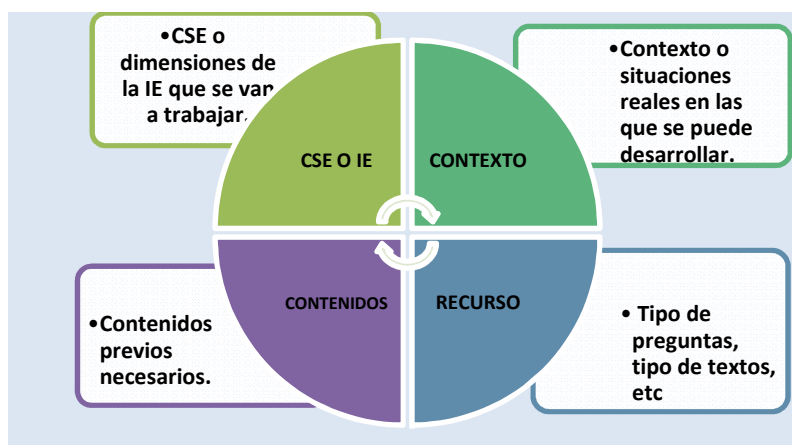 •CSE o
dimensiones de
la IE que se van
a trabajar.
•Contexto o
situaciones
reales en las
que se puede
desarrollar.
CSE O IE
CONTEXTO
CONTENIDOS
RECURSO
•Contenidos
previos
necesarios.
• Tipo de
preguntas,
tipo de textos,
etc